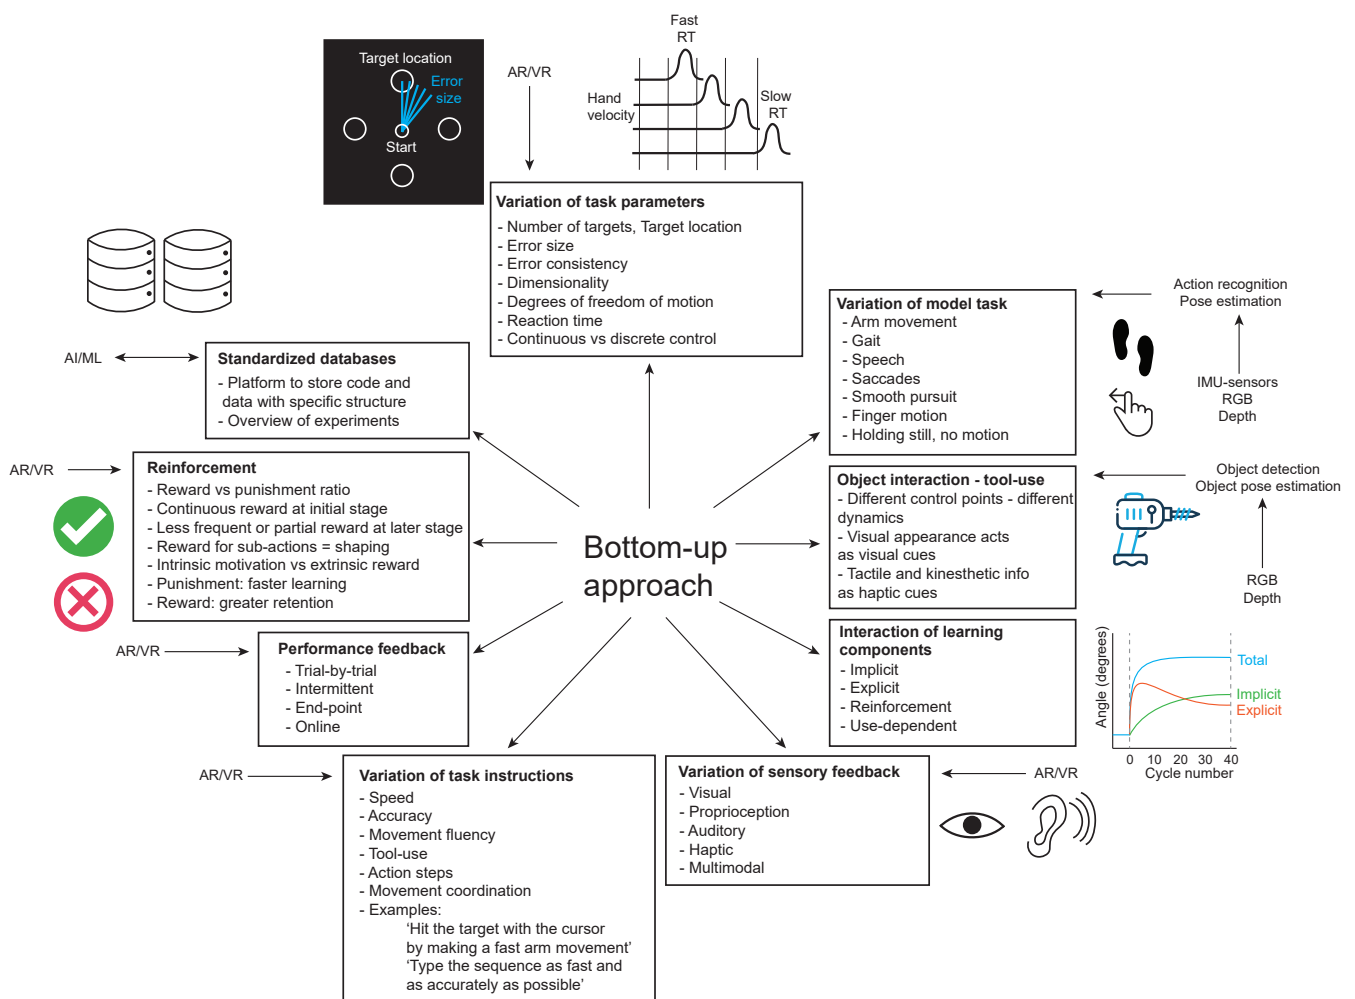 Fast
RT
Target location
Error
size
Start
AR/VR
Hand
velocity
Slow
RT
Variation of task parameters
- Number of targets, Target location
- Error size
- Error consistency
- Dimensionality
- Degrees of freedom of motion
- Reaction time
- Continuous vs discrete control
AI/ML
Standardized databases
- Platform to store code and
data with specific structure
- Overview of experiments
Variation of model task
- Arm movement
- Gait
- Speech
- Saccades
- Smooth pursuit
- Finger motion
- Holding still, no motion
Action recognition
Pose estimation
IMU-sensors
RGB
Depth
AR/VR
Reinforcement
- Reward vs punishment ratio
- Continuous reward at initial stage
- Less frequent or partial reward at later stage
- Reward for sub-actions = shaping
- Intrinsic motivation vs extrinsic reward
- Punishment: faster learning
- Reward: greater retention
Bottom-up
approach
Object interaction - tool-use
- Different control points - different
dynamics
- Visual appearance acts
as visual cues
- Tactile and kinesthetic info
as haptic cues
Object detection
Object pose estimation
RGB
Depth
AR/VR
Performance feedback
- Trial-by-trial
- Intermittent
- End-point
- Online
Interaction of learning
components
- Implicit
- Explicit
- Reinforcement
- Use-dependent
Angle (degrees)
Total
Implicit
Explicit
0 10 20 30 40
Cycle number
AR/VR
Variation of task instructions
- Speed
- Accuracy
- Movement fluency
- Tool-use
- Action steps
- Movement coordination
- Examples:
‘Hit the target with the cursor
by making a fast arm movement’
‘Type the sequence as fast and
as accurately as possible’
Variation of sensory feedback
- Visual
- Proprioception
- Auditory
- Haptic
- Multimodal
AR/VR